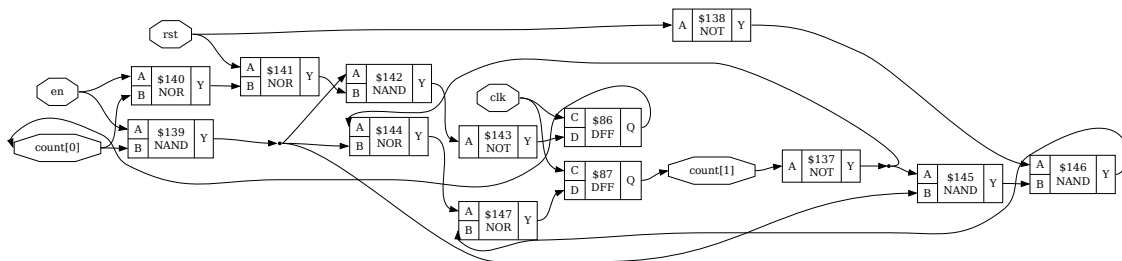 A $138 Y
NOT
rst
A $141 Y
B NOR
A $142 Y
B NAND
A $140 Y
B NOR
en
clk
C $86 Q
D DFF
A $144 Y
B NOR
A $139 Y
B NAND
A $143 Y
NOT
count[0]
C $87 Q
D DFF
count[1]
A $137 Y
NOT
A $145 Y
B NAND
A $146 Y
B NAND
A $147 Y
B NOR